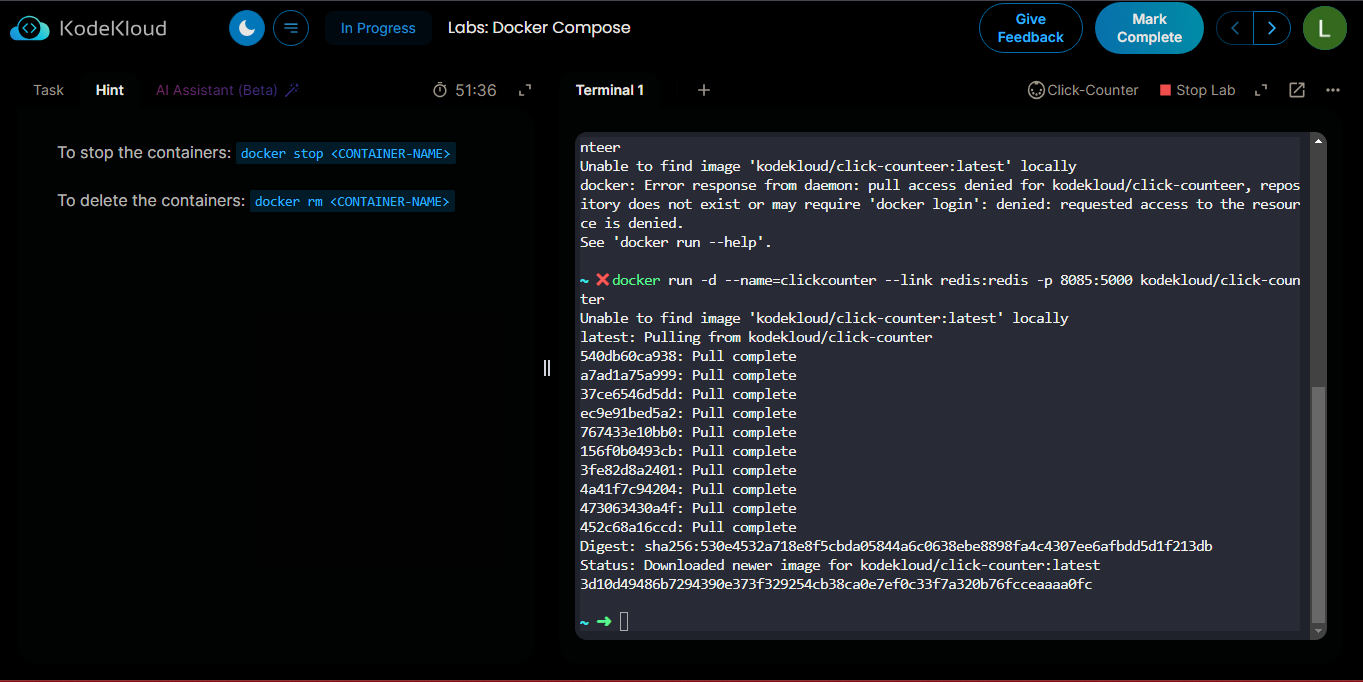 KodeKloud
In Progress
Labs: Docker Compose
Give
Feedback
Mark
Complete
L
Task
Hint
AI Assistant (Beta)
51:36
Terminal 1
+
Click-Counter
Stop Lab
To stop the containers: docker stop <CONTAINER-NAME>
To delete the containers: docker rm <CONTAINER-NAME>
nteer
Unable to find image 'kodekloud/click-counteer:latest' locally
docker: Error response from daemon: pull access denied for kodekloud/click-counteer, repos
itory does not exist or may require 'docker login': denied: requested access to the resour
ce is denied.
See 'docker run --help'.
~ ❌docker run -d --name=clickcounter --link redis:redis -p 8085:5000 kodekloud/click-coun
ter
Unable to find image 'kodekloud/click-counter:latest' locally
latest: Pulling from kodekloud/click-counter
540db60ca938: Pull complete
a7ad1a75a999: Pull complete
37ce6546d5dd: Pull complete
ec9e91bed5a2: Pull complete
767433e10bb0: Pull complete
156f0b0493cb: Pull complete
3fe82d8a2401: Pull complete
4a41f7c94204: Pull complete
473063430a4f: Pull complete
452c68a16ccd: Pull complete
Digest: sha256:530e4532a718e8f5cbda05844a6c0638ebe8898fa4c4307ee6afbdd5d1f213db
Status: Downloaded newer image for kodekloud/click-counter:latest
3d10d49486b7294390e373f329254cb38ca0e7ef0c33f7a320b76fcceaaaa0fc
~ ➜